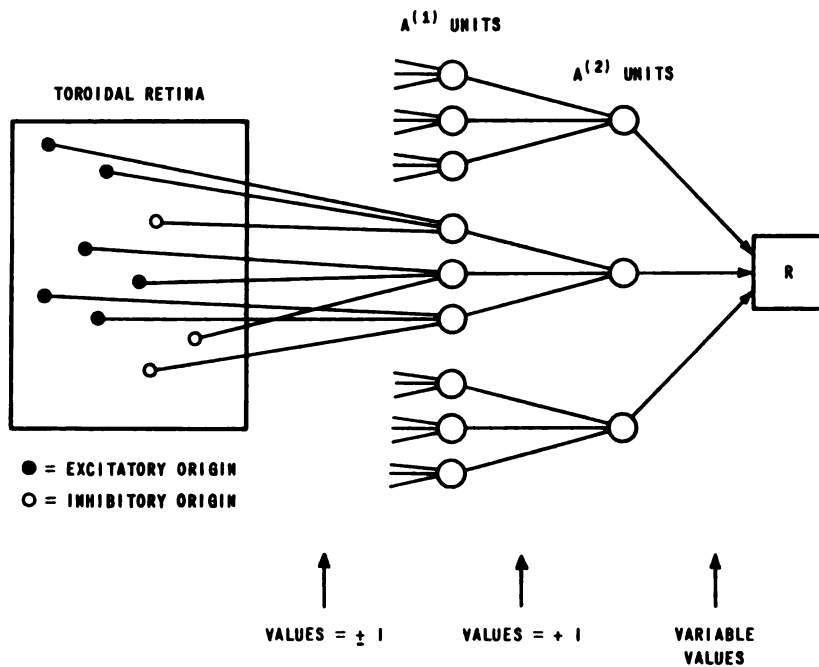 A(1) UNITS
A(2) UNITS
TOROIDAL RETINA
R
● = EXCITATORY ORIGIN
○ = INHIBITORY ORIGIN
VALUES = ± 1
VALUES = + 1
VARIABLE
VALUES